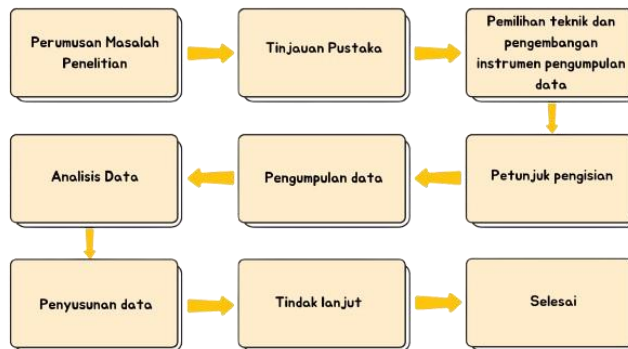 Perumusan Masalah
Penelitian
Tinjauan Pustaka
Pemilihan teknik dan
pengembangan
instrumen pengumpulan
data
Petunjuk pengisian
Pengumpulan data
Analisis Data
Penyusunan data
Tindak lanjut
Selesai